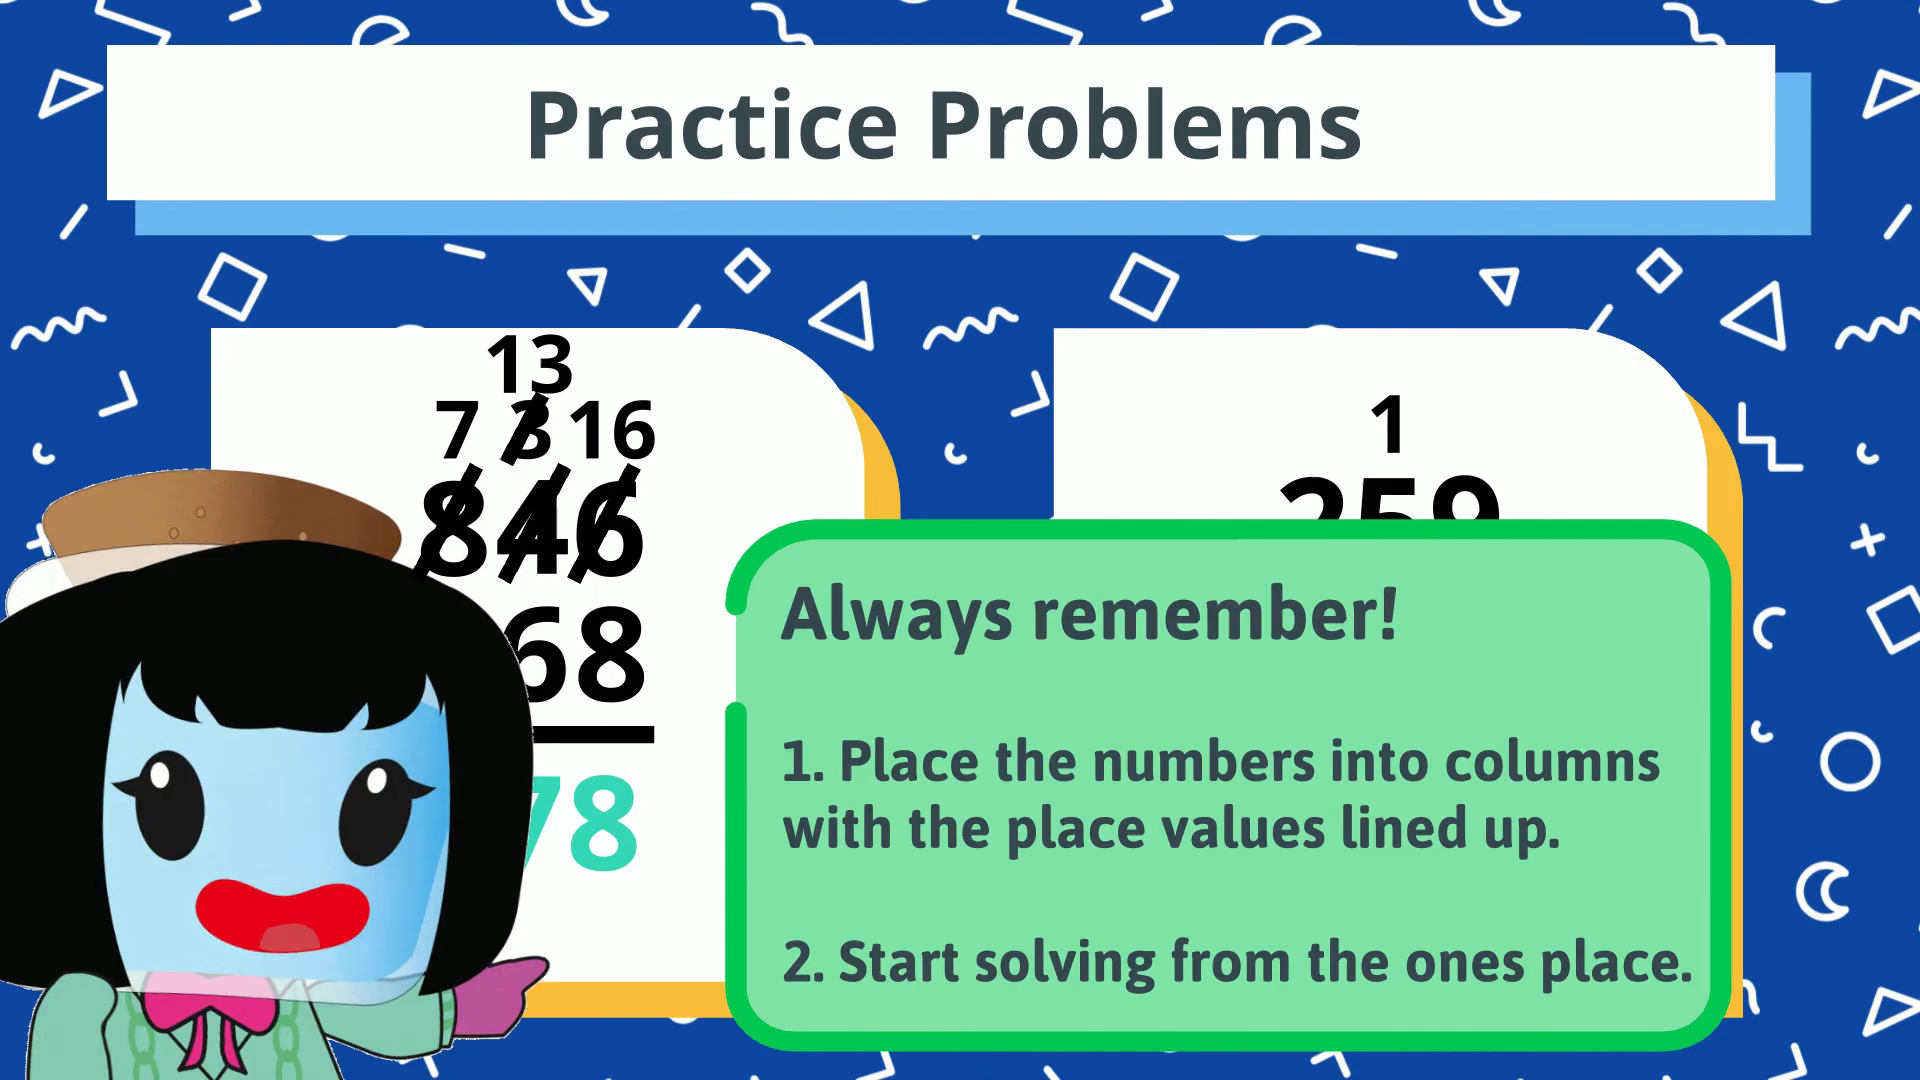 Practice Problems
13
7 3 16
846
68
78
1
259
Always remember!
1. Place the numbers into columns
with the place values lined up.
2. Start solving from the ones place.